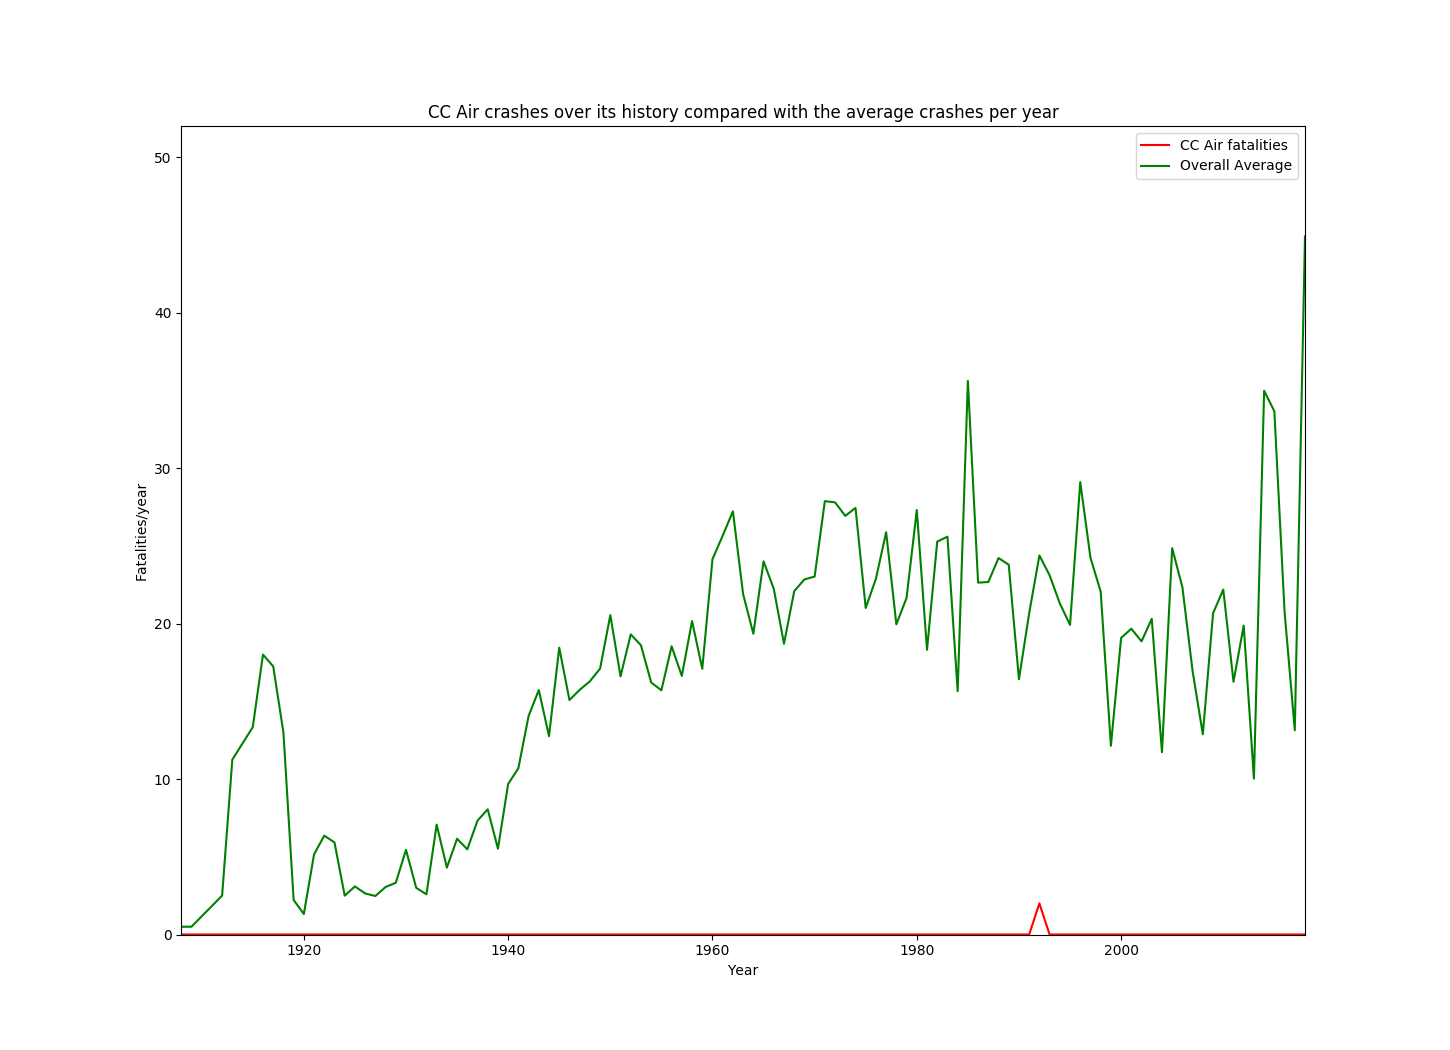 CC Air crashes over its history compared with the average crashes per year
CC Air fatalities
Overall Average
50
40
30
20
10
0
Fatalities/year
1920 1940 1960 1980 2000
Year